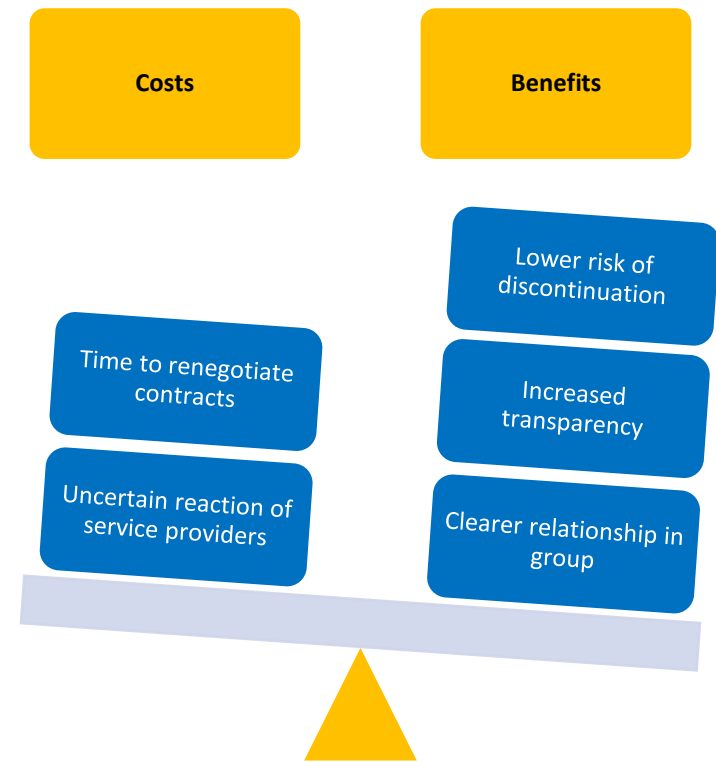 Costs
Benefits
Time to renegotiate
contracts
Uncertain reaction of
service providers
Lower risk of
discontinuation
Increased
transparency
Clearer relationship in
group